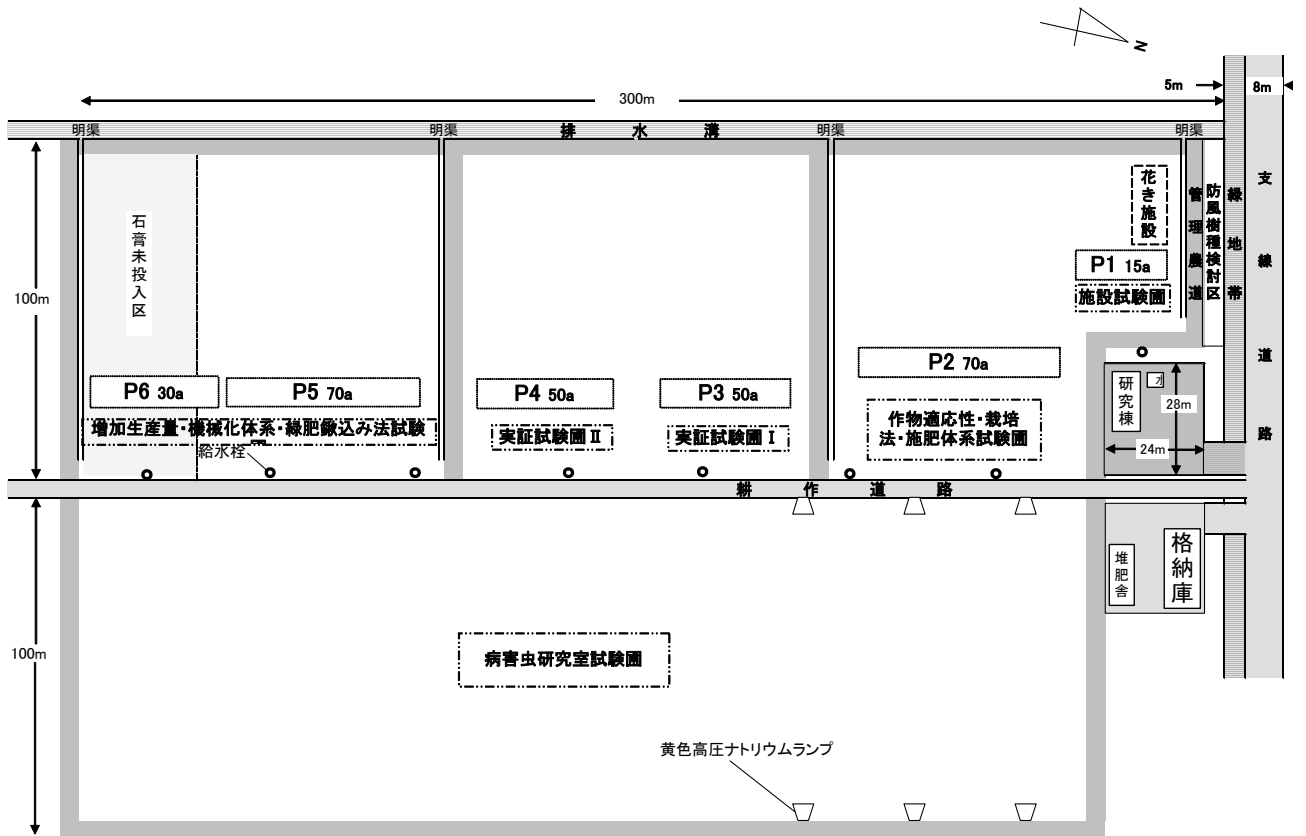 N
5m
8m
300m
明渠
明渠
排水溝
明渠
明渠
100m
石膏未投入区
花き施設
管理農道
防風樹種検討区
緑地帯
支線道路
P1 15a
施設試験圃
P2 70a
P6 30a
P5 70a
P4 50a
P3 50a
研究棟
28m
24m
増加生産量・機械化体系・緑肥鍬込み法試験
実証試験圃Ⅱ
実証試験圃Ⅰ
作物適応性・栽培
法・施肥体系試験圃
給水栓
耕作道路
100m
堆肥舎
格納庫
病害虫研究室試験圃
黄色高圧ナトリウムランプ